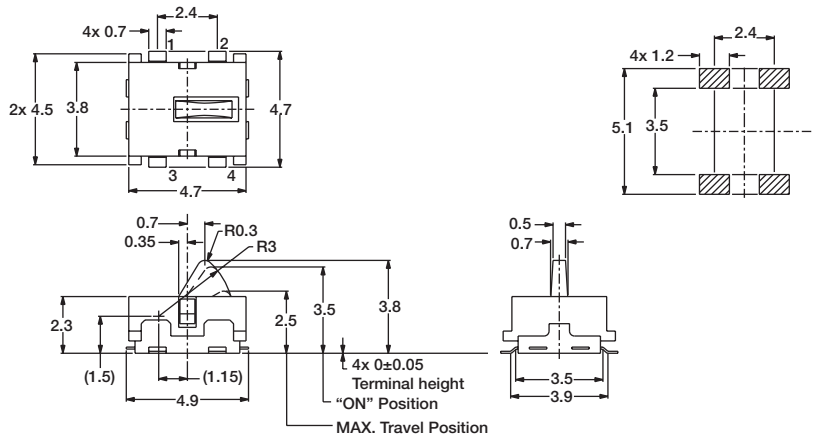 2.4
4x 0.7
1
2
2x 4.5
3.8
4.7
3
4
4.7
2.4
4x 1.2
5.1
3.5
0.7
0.35
R0.3
R3
2.3
2.5
3.5
3.8
(1.5)
(1.15)
4.9
4x 0±0.05
Terminal height
“ON” Position
MAX. Travel Position
0.5
0.7
3.5
3.9